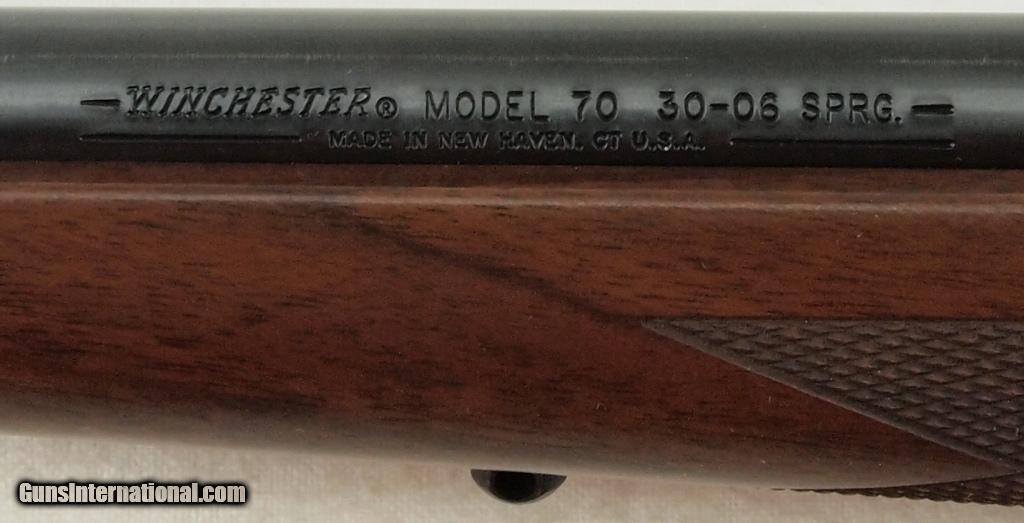 WINCHESTER® MODEL 70 30-06 SPRG.
MADE IN NEW HAVEN, CT U.S.A.
GunsInternational.com